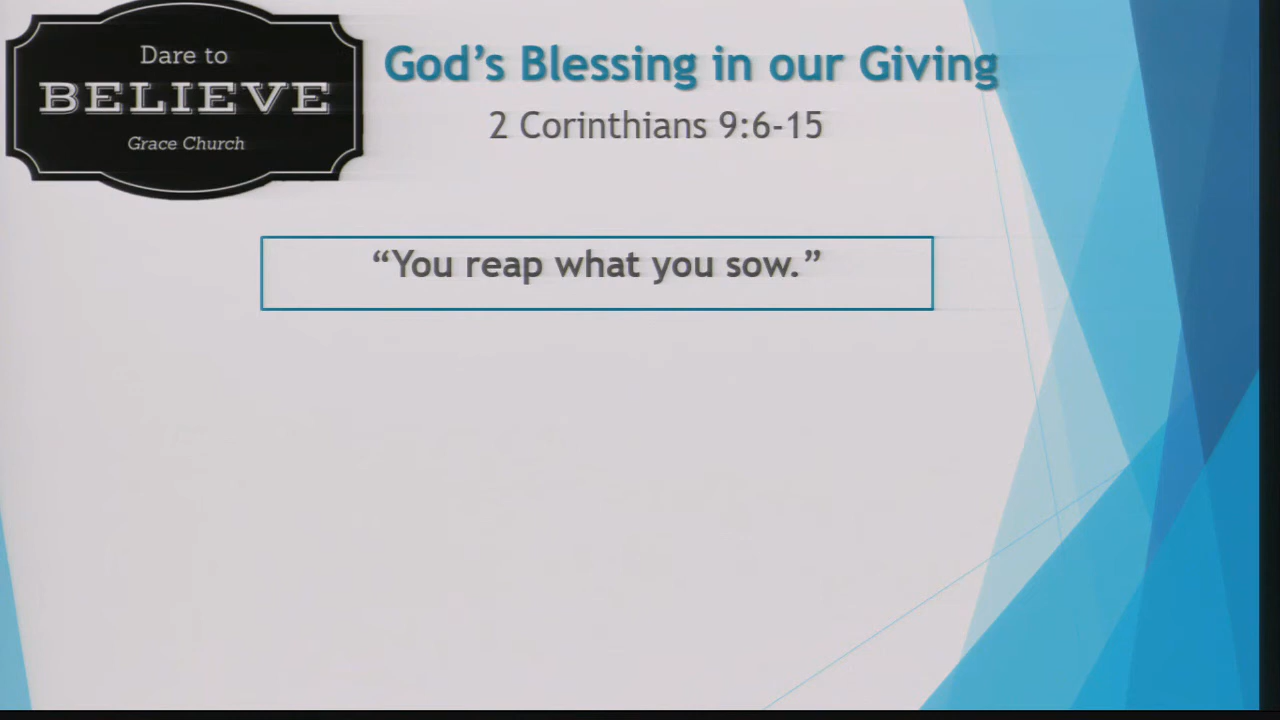 Dare to
BELIEVE
Grace Church
God’s Blessing in our Giving
2 Corinthians 9:6-15
“You reap what you sow.”